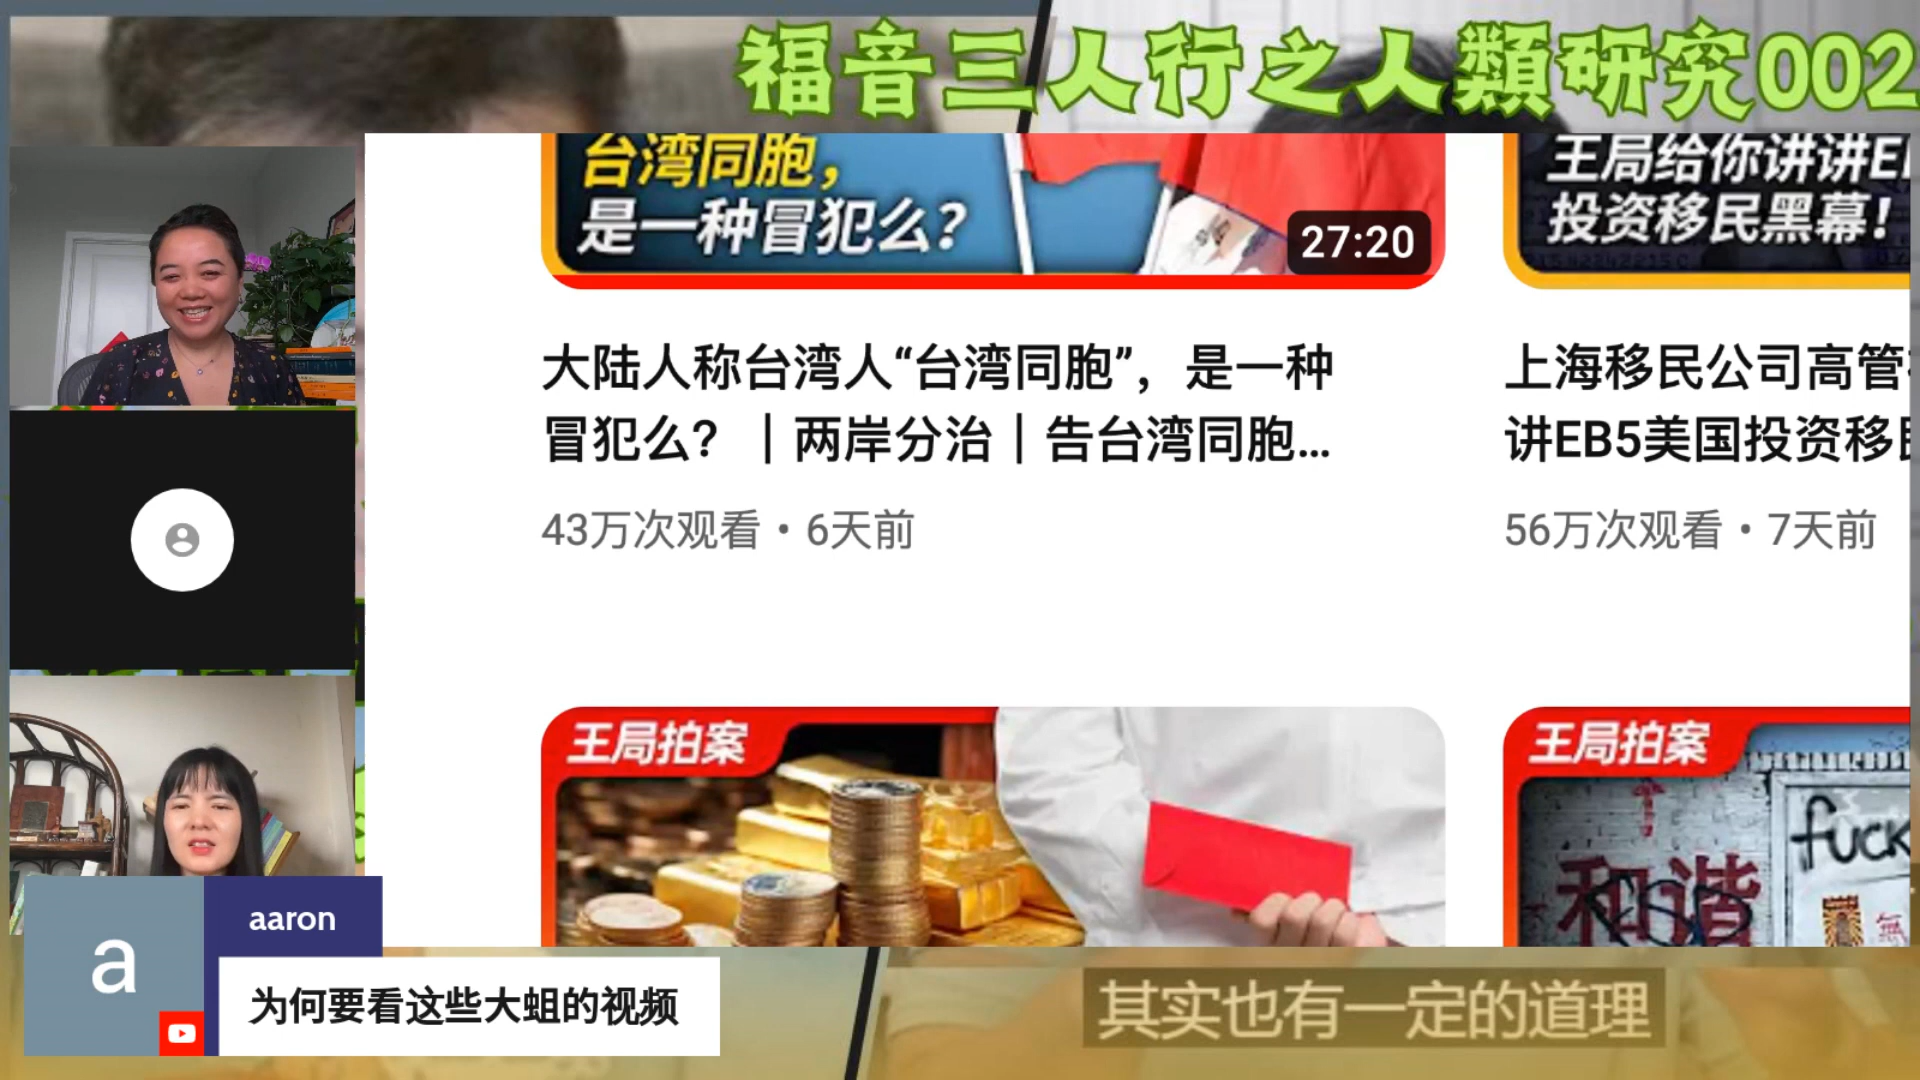 福音三人行之人類研究002
台湾同胞，
是一种冒犯么？
27:20
王局给你讲讲E
投资移民黑幕！
大陆人称台湾人“台湾同胞”，是一种
冒犯么？｜两岸分治｜告台湾同胞...
43万次观看・6天前
上海移民公司高管
讲EB5美国投资移
56万次观看・7天前
王局拍案
王局拍案
fuck
和谐
a
aaron
为何要看这些大蛆的视频
其实也有一定的道理